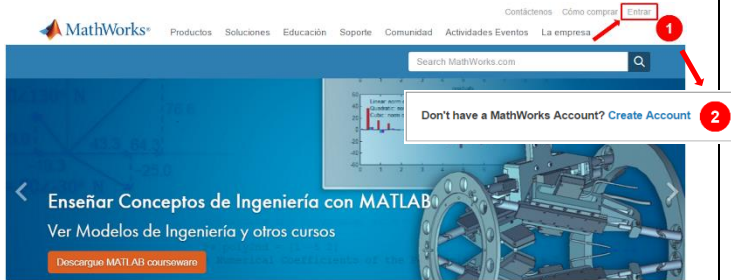 Contáctenos Cómo comprar Entrar
MathWorks®
Productos Soluciones Educación Soporte Comunidad Actividades Eventos La empresa
1
Search MathWorks.com
Don't have a MathWorks Account? Create Account
2
Enseñar Conceptos de Ingeniería con MATLAB
Ver Modelos de Ingeniería y otros cursos
Descargue MATLAB courseware